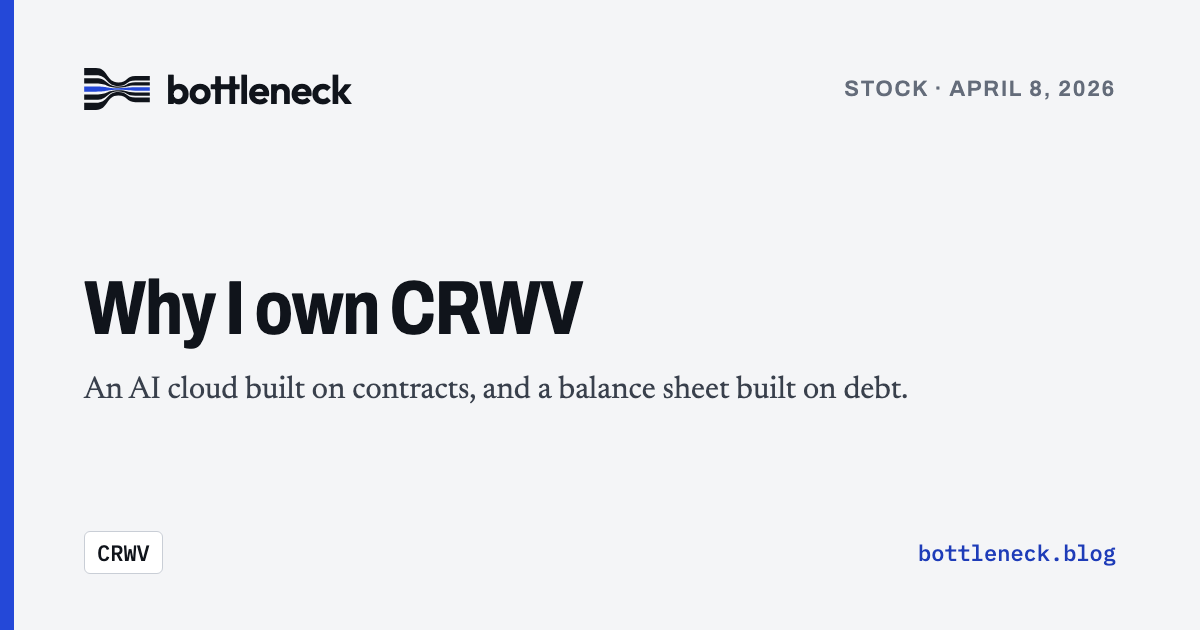 bottleneck
STOCK · APRIL 8, 2026
Why I own CRWV
An AI cloud built on contracts, and a balance sheet built on debt.
CRWV
bottleneck.blog